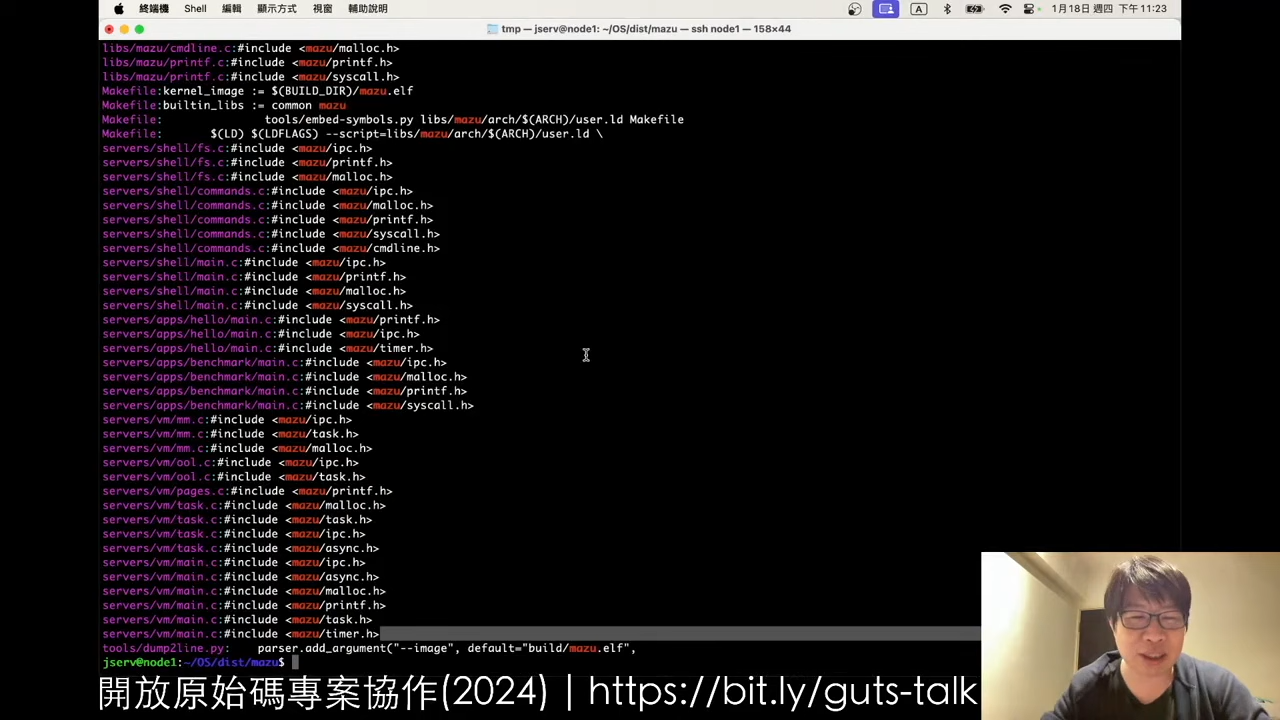 終端機 Shell 編輯 顯示方式 視窗 輔助說明 A 1月18日 週四 下午11:23
tmp — jserv@node1: ~/OS/dist/mazu — ssh node1 — 158×44
libs/mazu/cmdline.c:#include <mazu/malloc.h>
libs/mazu/printf.c:#include <mazu/printf.h>
libs/mazu/printf.c:#include <mazu/syscall.h>
Makefile:kernel_image := $(BUILD_DIR)/mazu.elf
Makefile:builtin_libs := common mazu
Makefile: tools/embed-symbols.py libs/mazu/arch/$(ARCH)/user.ld Makefile
Makefile: $(LD) $(LDFLAGS) --script=libs/mazu/arch/$(ARCH)/user.ld \
servers/shell/fs.c:#include <mazu/ipc.h>
servers/shell/fs.c:#include <mazu/printf.h>
servers/shell/fs.c:#include <mazu/malloc.h>
servers/shell/commands.c:#include <mazu/ipc.h>
servers/shell/commands.c:#include <mazu/malloc.h>
servers/shell/commands.c:#include <mazu/printf.h>
servers/shell/commands.c:#include <mazu/syscall.h>
servers/shell/commands.c:#include <mazu/cmdline.h>
servers/shell/main.c:#include <mazu/ipc.h>
servers/shell/main.c:#include <mazu/printf.h>
servers/shell/main.c:#include <mazu/malloc.h>
servers/shell/main.c:#include <mazu/syscall.h>
servers/apps/hello/main.c:#include <mazu/printf.h>
servers/apps/hello/main.c:#include <mazu/ipc.h>
servers/apps/hello/main.c:#include <mazu/timer.h>
servers/apps/benchmark/main.c:#include <mazu/ipc.h>
servers/apps/benchmark/main.c:#include <mazu/malloc.h>
servers/apps/benchmark/main.c:#include <mazu/printf.h>
servers/apps/benchmark/main.c:#include <mazu/syscall.h>
servers/vm/mm.c:#include <mazu/ipc.h>
servers/vm/mm.c:#include <mazu/task.h>
servers/vm/mm.c:#include <mazu/malloc.h>
servers/vm/ool.c:#include <mazu/ipc.h>
servers/vm/ool.c:#include <mazu/task.h>
servers/vm/pages.c:#include <mazu/printf.h>
servers/vm/task.c:#include <mazu/malloc.h>
servers/vm/task.c:#include <mazu/task.h>
servers/vm/task.c:#include <mazu/ipc.h>
servers/vm/task.c:#include <mazu/async.h>
servers/vm/main.c:#include <mazu/ipc.h>
servers/vm/main.c:#include <mazu/async.h>
servers/vm/main.c:#include <mazu/malloc.h>
servers/vm/main.c:#include <mazu/printf.h>
servers/vm/main.c:#include <mazu/task.h>
servers/vm/main.c:#include <mazu/timer.h>
tools/dump2line.py: parser.add_argument("--image", default="build/mazu.elf",
jserv@node1:~/OS/dist/mazu$
開放原始碼專案協作(2024) | https://bit.ly/guts-talk